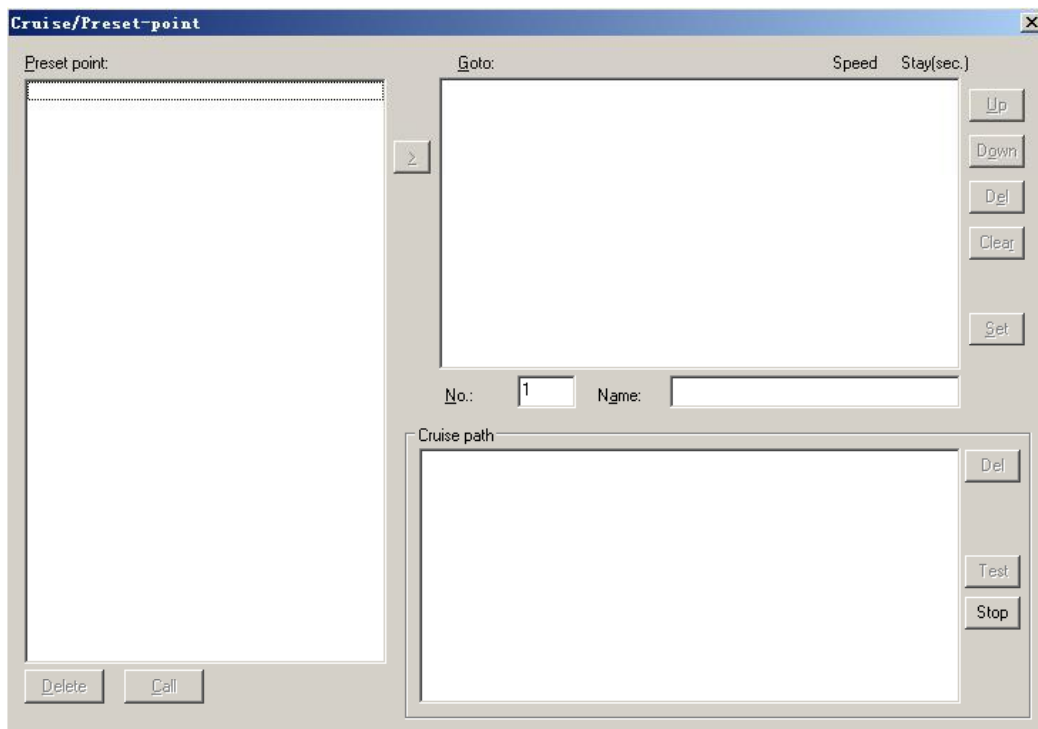 Cruise/Preset-point
Preset point:
Goto: Speed Stay(sec.)
Up
>
Down
Del
Clear
Set
No.: 1 Name:
Cruise path
Del
Test
Stop
Delete Call